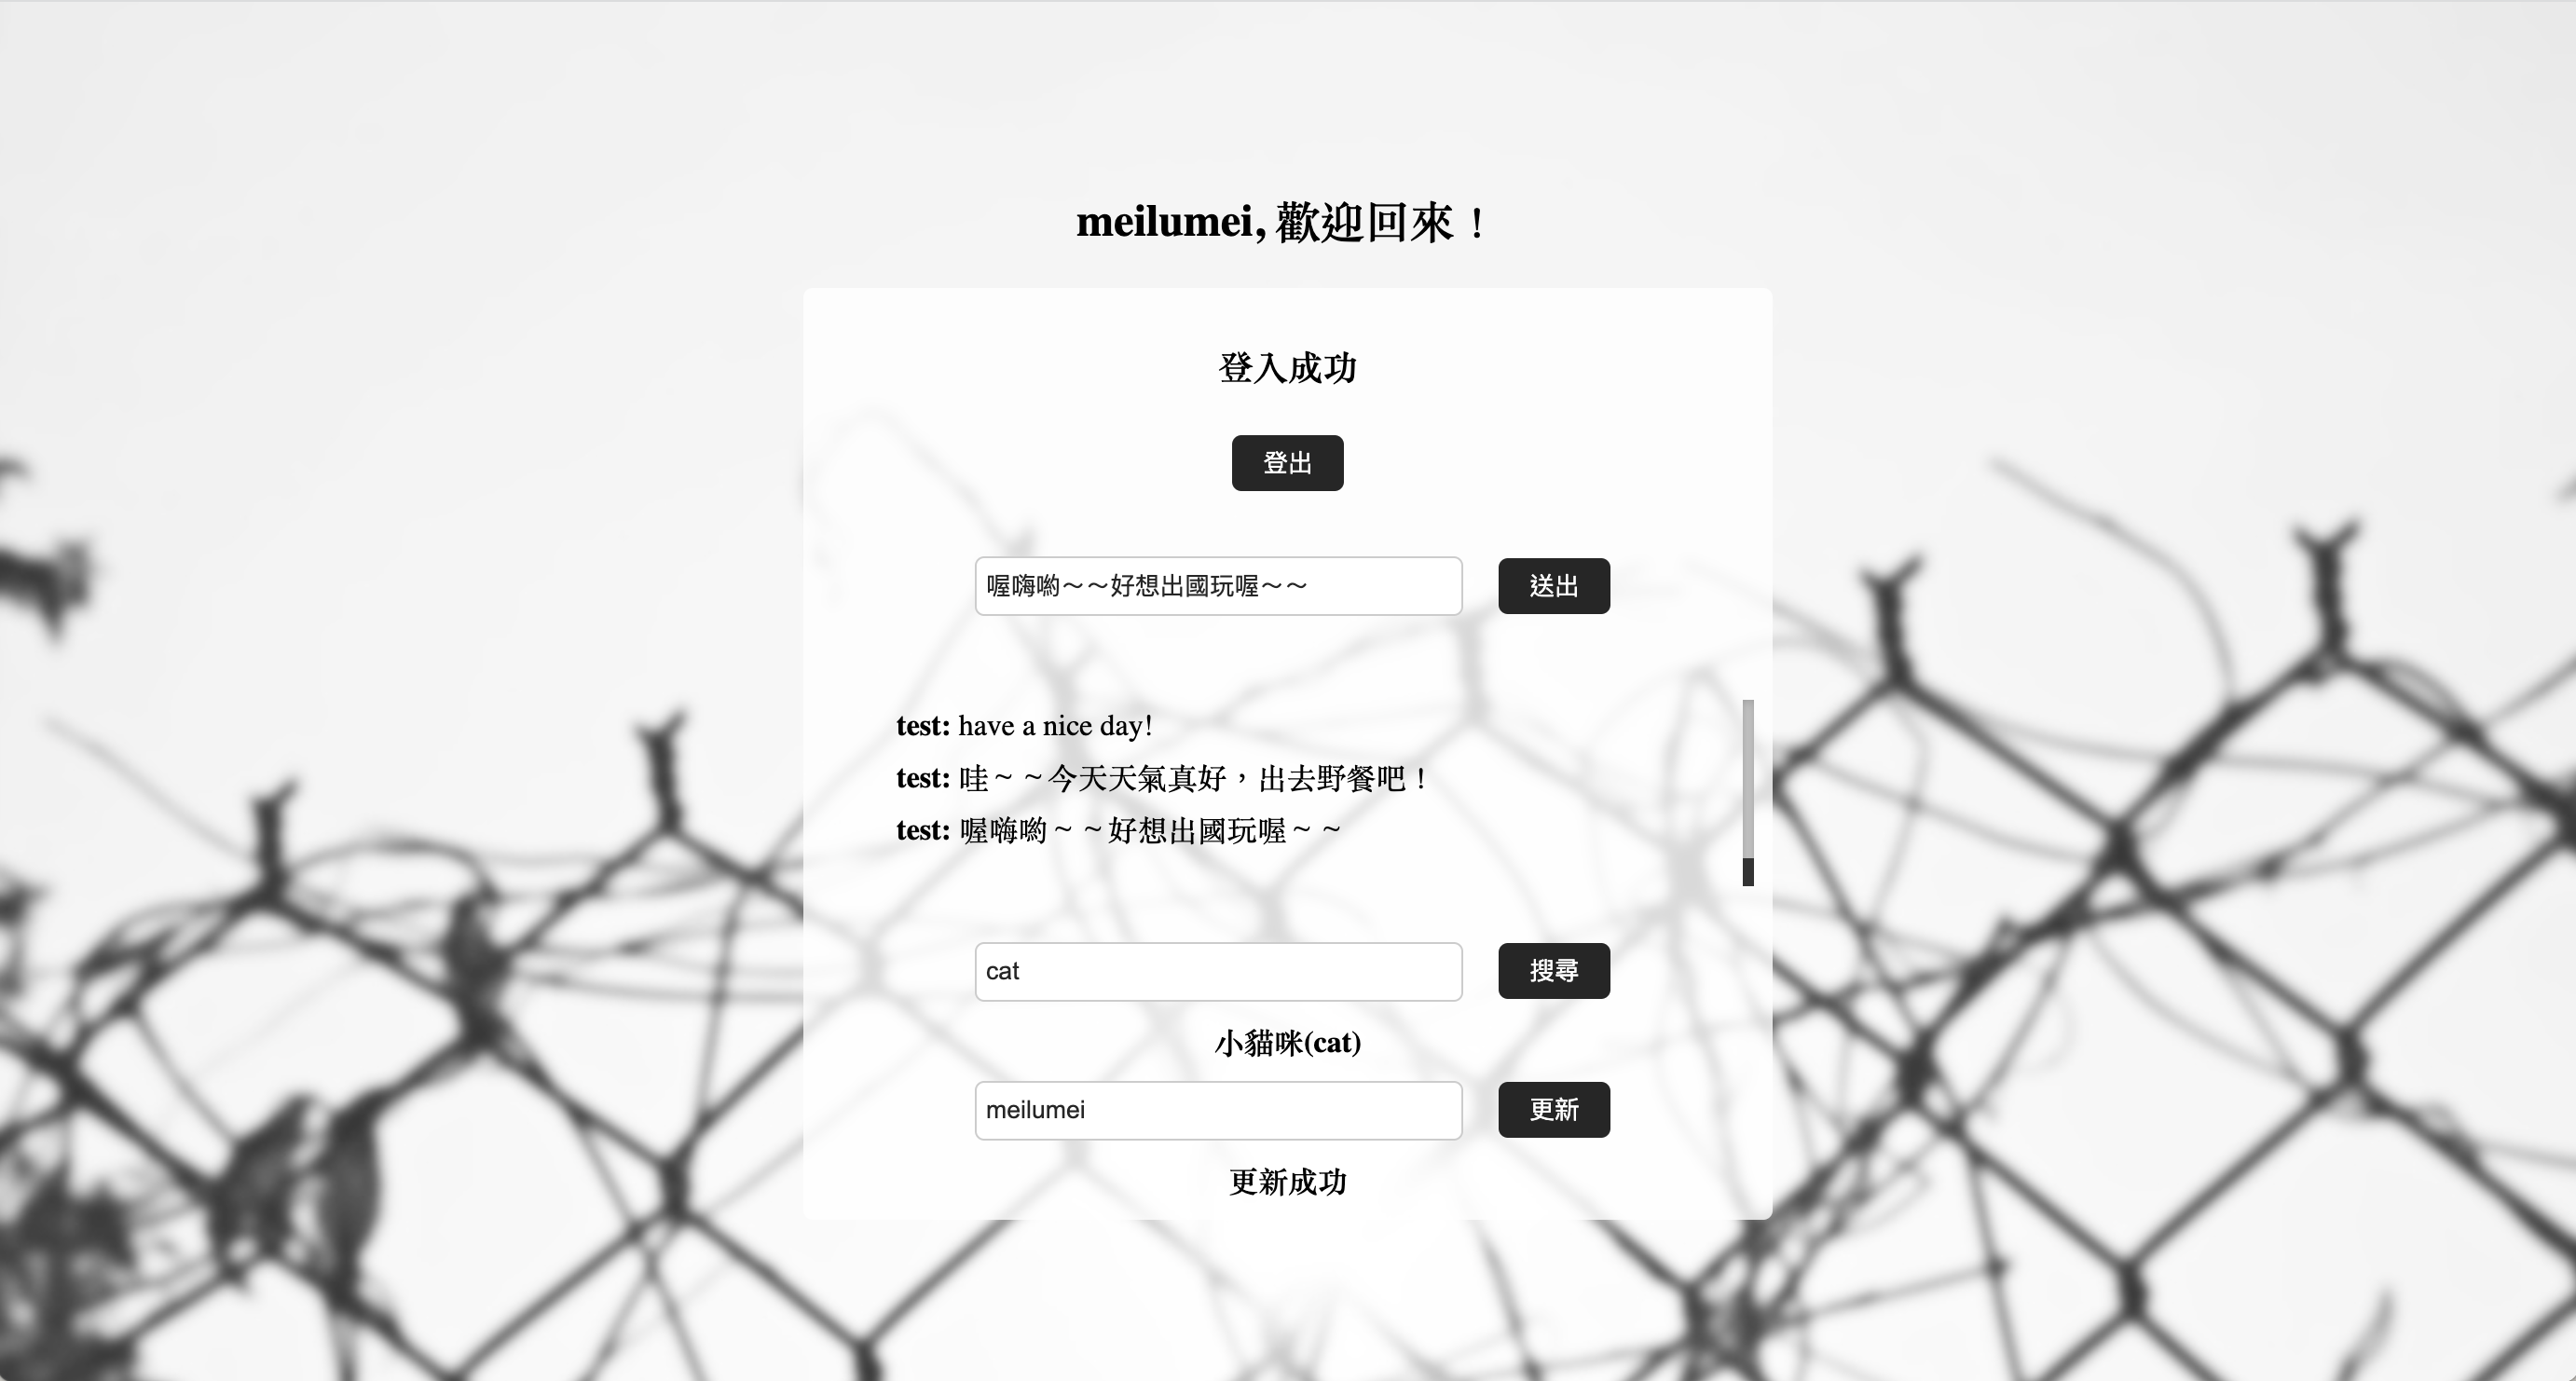 meilumei, 歡迎回來！
登入成功
登出
喔嗨喲～～好想出國玩喔～～ 送出
test: have a nice day!
test: 哇～～今天天氣真好，出去野餐吧！
test: 喔嗨喲～～好想出國玩喔～～
cat 搜尋
小貓咪(cat)
meilumei 更新
更新成功